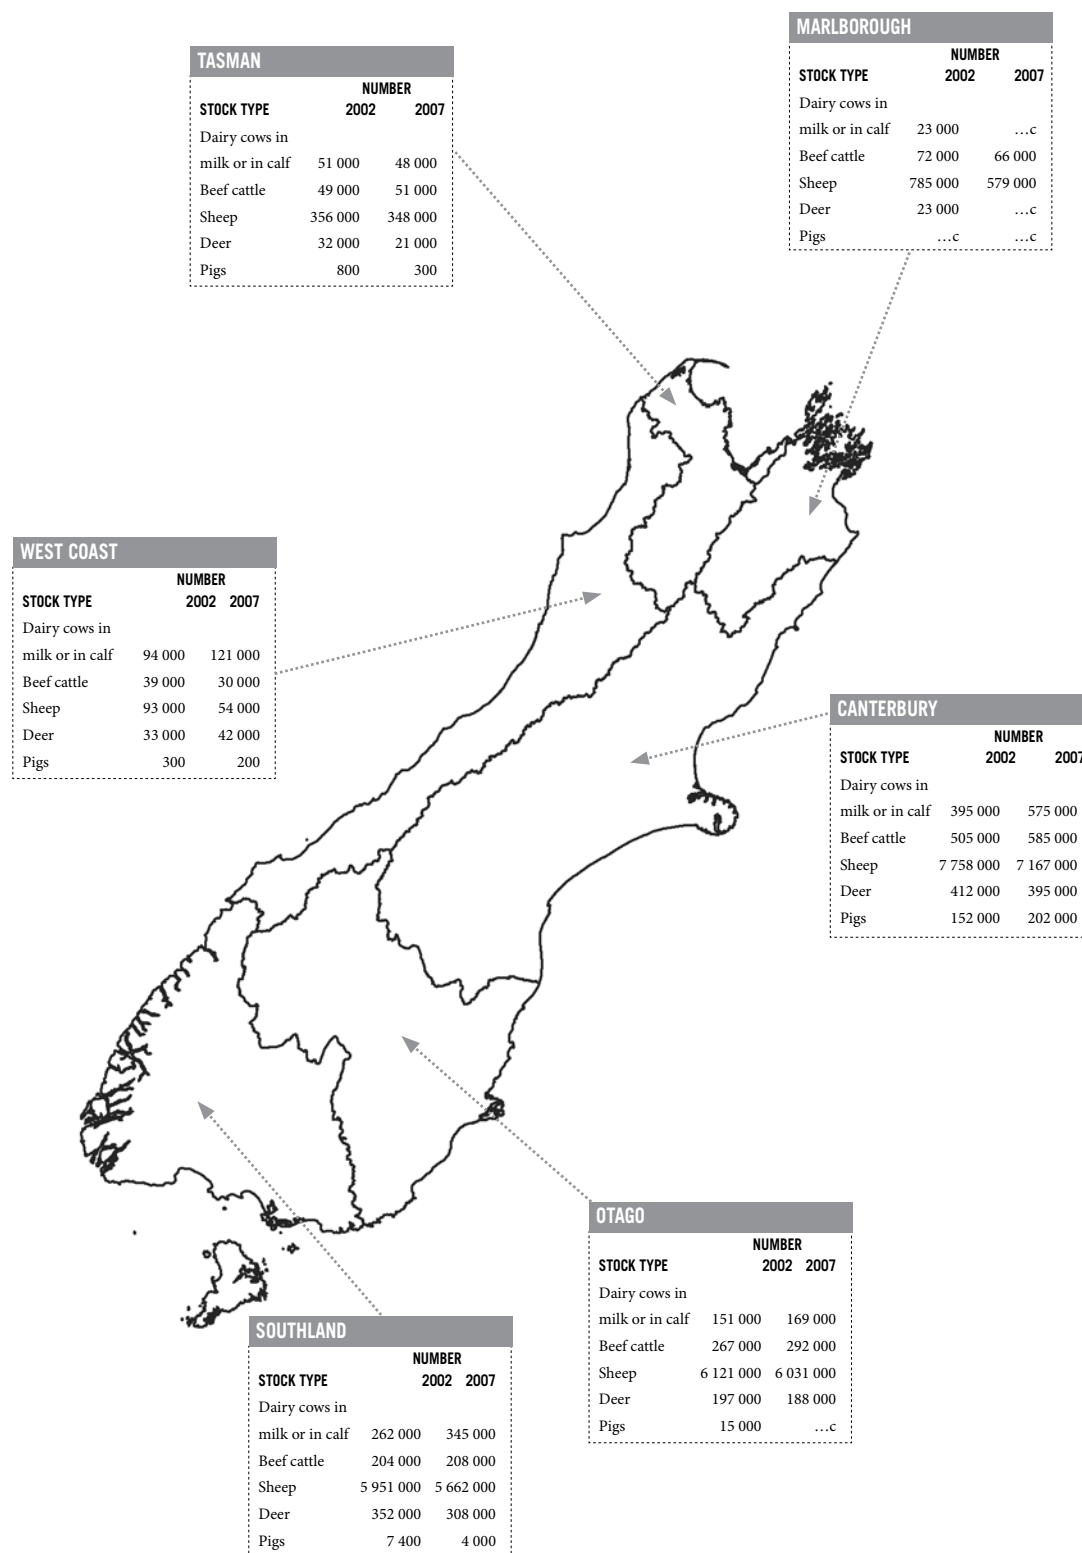 MARLBOROUGH
NUMBER
STOCK TYPE 2002 2007
Dairy cows in
milk or in calf 23 000 …c
Beef cattle 72 000 66 000
Sheep 785 000 579 000
Deer 23 000 …c
Pigs …c …c
TASMAN
NUMBER
STOCK TYPE 2002 2007
Dairy cows in
milk or in calf 51 000 48 000
Beef cattle 49 000 51 000
Sheep 356 000 348 000
Deer 32 000 21 000
Pigs 800 300
WEST COAST
NUMBER
STOCK TYPE 2002 2007
Dairy cows in
milk or in calf 94 000 121 000
Beef cattle 39 000 30 000
Sheep 93 000 54 000
Deer 33 000 42 000
Pigs 300 200
CANTERBURY
NUMBER
STOCK TYPE 2002 2007
Dairy cows in
milk or in calf 395 000 575 000
Beef cattle 505 000 585 000
Sheep 7 758 000 7 167 000
Deer 412 000 395 000
Pigs 152 000 202 000
OTAGO
NUMBER
STOCK TYPE 2002 2007
Dairy cows in
milk or in calf 151 000 169 000
Beef cattle 267 000 292 000
Sheep 6 121 000 6 031 000
Deer 197 000 188 000
Pigs 15 000 …c
SOUTHLAND
NUMBER
STOCK TYPE 2002 2007
Dairy cows in
milk or in calf 262 000 345 000
Beef cattle 204 000 208 000
Sheep 5 951 000 5 662 000
Deer 352 000 308 000
Pigs 7 400 4 000